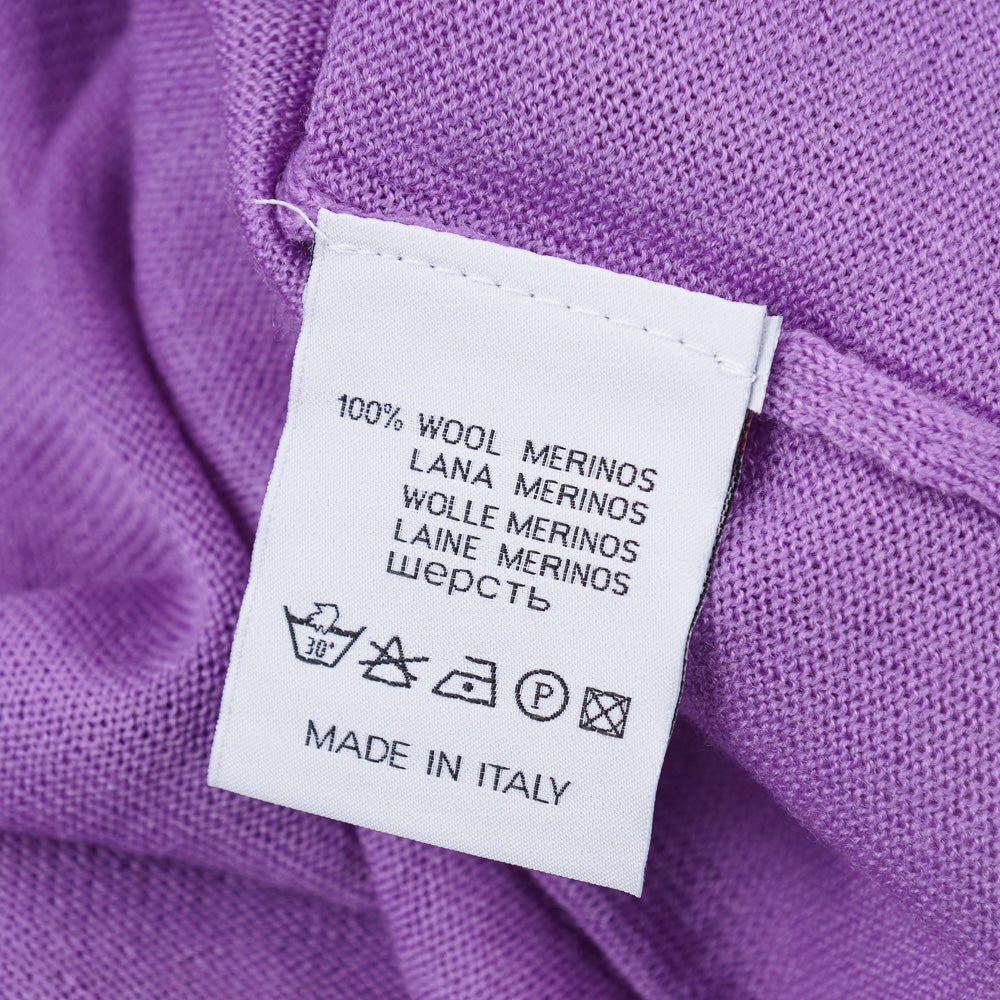 100% WOOL MERINOS
LANA MERINOS
WOLLE MERINOS
LAINE MERINOS
шерсть
30°
P
MADE IN ITALY